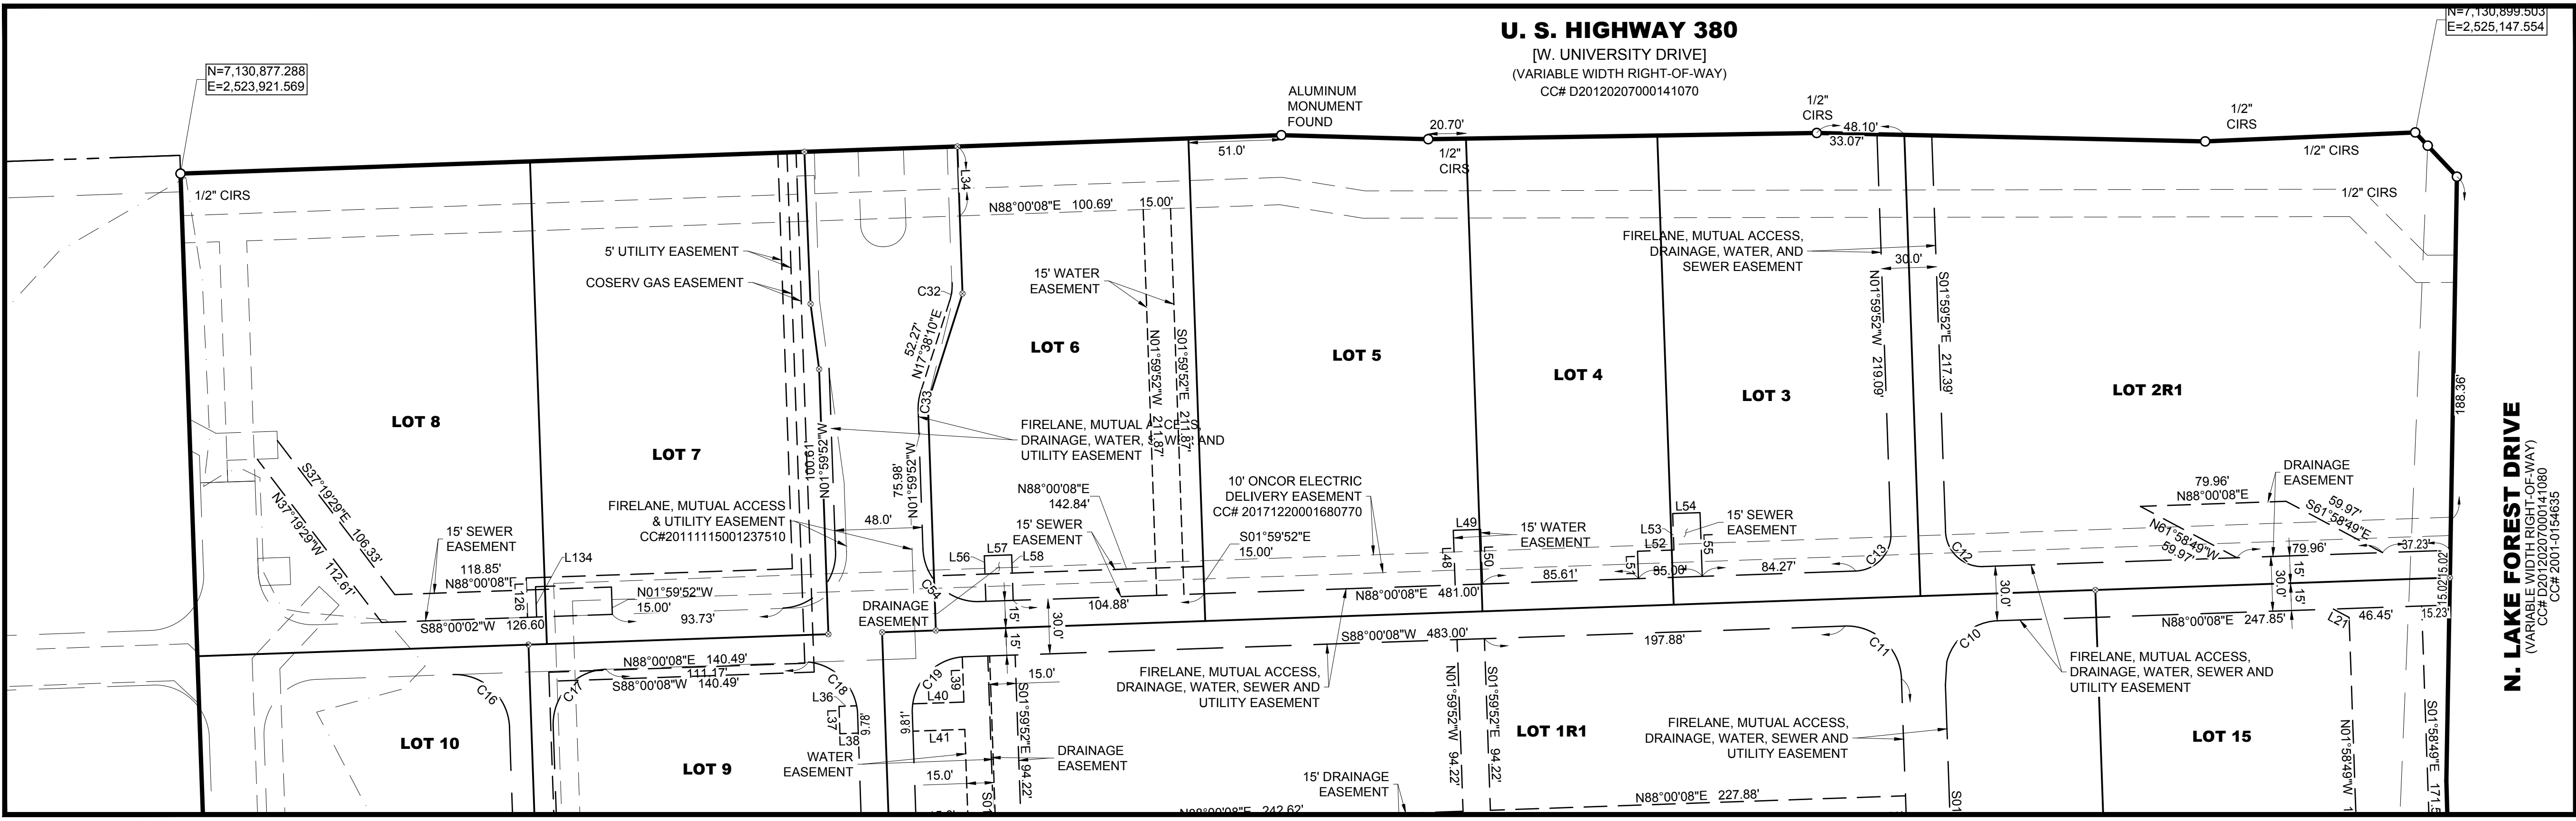 U. S. HIGHWAY 380
[W. UNIVERSITY DRIVE]
(VARIABLE WIDTH RIGHT-OF-WAY)
CC# D20120207000141070
N=7,130,899.503
E=2,525,147.554
N=7,130,877.288
E=2,523,921.569
ALUMINUM
MONUMENT
FOUND
20.70'
1/2"
CIRS
1/2"
CIRS
48.10'
33.07'
1/2"
CIRS
1/2" CIRS
1/2" CIRS
1/2" CIRS
51.0'
L34
N88°00'08"E 100.69'
15.00'
5' UTILITY EASEMENT
COSERV GAS EASEMENT
C32
15' WATER
EASEMENT
FIRELANE, MUTUAL ACCESS,
DRAINAGE, WATER, AND
SEWER EASEMENT
30.0'
N01°59'52"W 219.09'
S01°59'52"E 217.39'
52.27'
N17°38'10"E
C33
N01°59'52"W 211.87'
S01°59'52"E 211.87'
LOT 8
LOT 7
LOT 6
LOT 5
LOT 4
LOT 3
LOT 2R1
188.36'
N. LAKE FOREST DRIVE
(VARIABLE WIDTH RIGHT-OF-WAY)
CC# D20120207000141080
CC# 2001-0154635
FIRELANE, MUTUAL ACCESS,
DRAINAGE, WATER, SEWER AND
UTILITY EASEMENT
S37°19'29"E 106.33'
N37°19'29"W 112.61'
100.61'
N01°59'52"W
75.98'
N01°59'52"W
FIRELANE, MUTUAL ACCESS
& UTILITY EASEMENT
CC#20111115001237510
48.0'
N88°00'08"E
142.84'
15' SEWER
EASEMENT
10' ONCOR ELECTRIC
DELIVERY EASEMENT
CC# 20171220001680770
S01°59'52"E
15.00'
L49
L48
L50
15' WATER
EASEMENT
L54
L53
L52
L51
L55
15' SEWER
EASEMENT
C13
C12
79.96'
N88°00'08"E
DRAINAGE
EASEMENT
59.97'
S61°58'49"E
N61°58'49"W
59.97'
79.96'
37.23'
15.02'
15.02'
15.23'
15' SEWER
EASEMENT
118.85'
N88°00'08"E
L134
L126
N01°59'52"W
15.00'
93.73'
S88°00'02"W 126.60
L56
L57
L58
C54
DRAINAGE
EASEMENT
104.88'
15'
15'
30.0'
N88°00'08"E 481.00'
85.61'
85.00'
84.27'
30.0'
15'
15'
30.0'
S88°00'08"W 483.00'
197.88'
N88°00'08"E 247.85'
46.45'
L21
N88°00'08"E 140.49'
111.17'
S88°00'08"W 140.49'
C16
C17
C18
C19
L36
L37
L38
9.78'
9.81'
L39
L40
L41
15.0'
S01°59'52"E 94.22'
FIRELANE, MUTUAL ACCESS,
DRAINAGE, WATER, SEWER AND
UTILITY EASEMENT
N01°59'52"W 94.22'
S01°59'52"E 94.22'
C11
C10
FIRELANE, MUTUAL ACCESS,
DRAINAGE, WATER, SEWER AND
UTILITY EASEMENT
FIRELANE, MUTUAL ACCESS,
DRAINAGE, WATER, SEWER AND
UTILITY EASEMENT
LOT 10
LOT 9
LOT 1R1
LOT 15
WATER
EASEMENT
DRAINAGE
EASEMENT
15.0'
15' DRAINAGE
EASEMENT
N88°00'08"E 242.62'
N88°00'08"E 227.88'
S01
S01
N01°58'49"W 1
S01°58'49"E 171.5